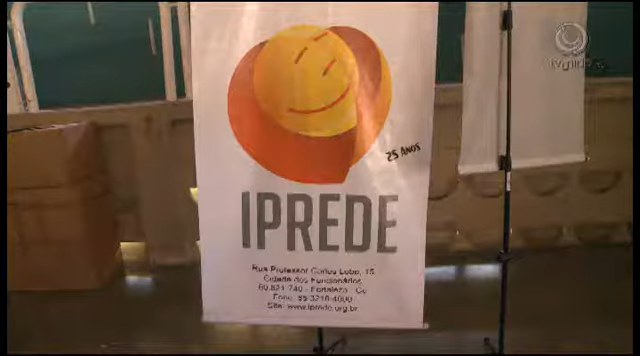 25 ANOS
IPREDE
Rua Professor Carlos Lobo, 15
Cidade dos Funcionários
60.821-740 - Fortaleza - Ce
Fone: 85 3218-4000
Site: www.iprede.org.br